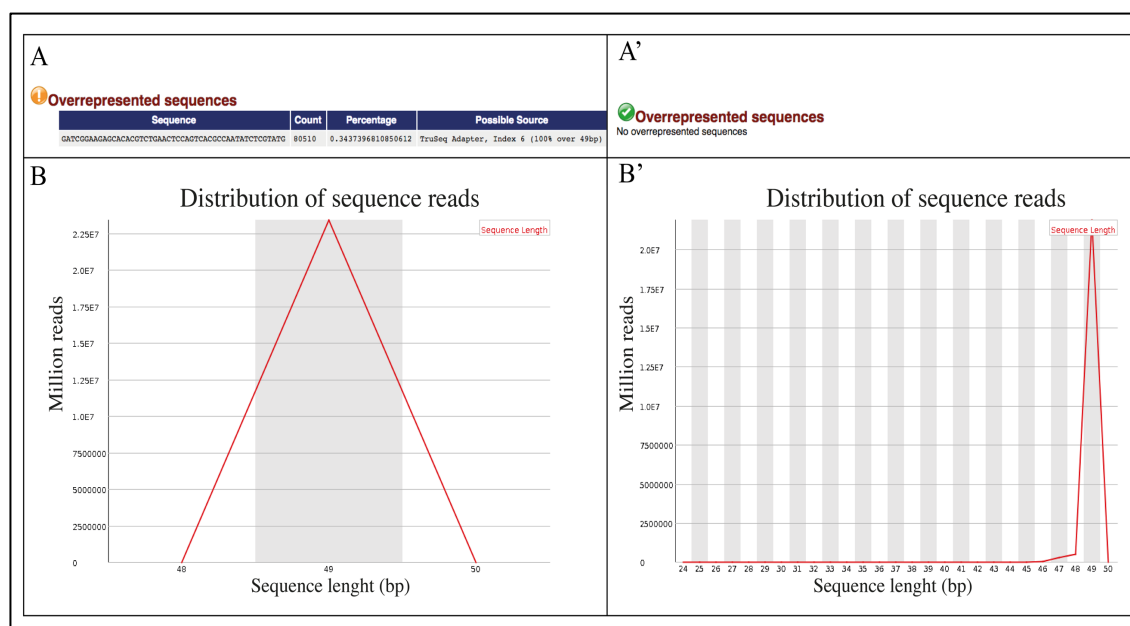 A
Overrepresented sequences
Sequence Count Percentage Possible Source
GATCGGAAGAGCACACGTCTGAACTCCAGTCACGCCAATATCTCGTATG 80510 0.3437396810850612 TruSeq Adapter, Index 6 (100% over 49bp)
A’
Overrepresented sequences
No overrepresented sequences
B
Distribution of sequence reads
Sequence Length
2.25E7
2.0E7
1.75E7
1.5E7
1.25E7
1.0E7
7500000
5000000
2500000
0
Million reads
48 49 50
Sequence lenght (bp)
B’
Distribution of sequence reads
Sequence Length
2.0E7
1.75E7
1.5E7
1.25E7
1.0E7
7500000
5000000
2500000
0
Million reads
24 25 26 27 28 29 30 31 32 33 34 35 36 37 38 39 40 41 42 43 44 45 46 47 48 49 50
Sequence lenght (bp)